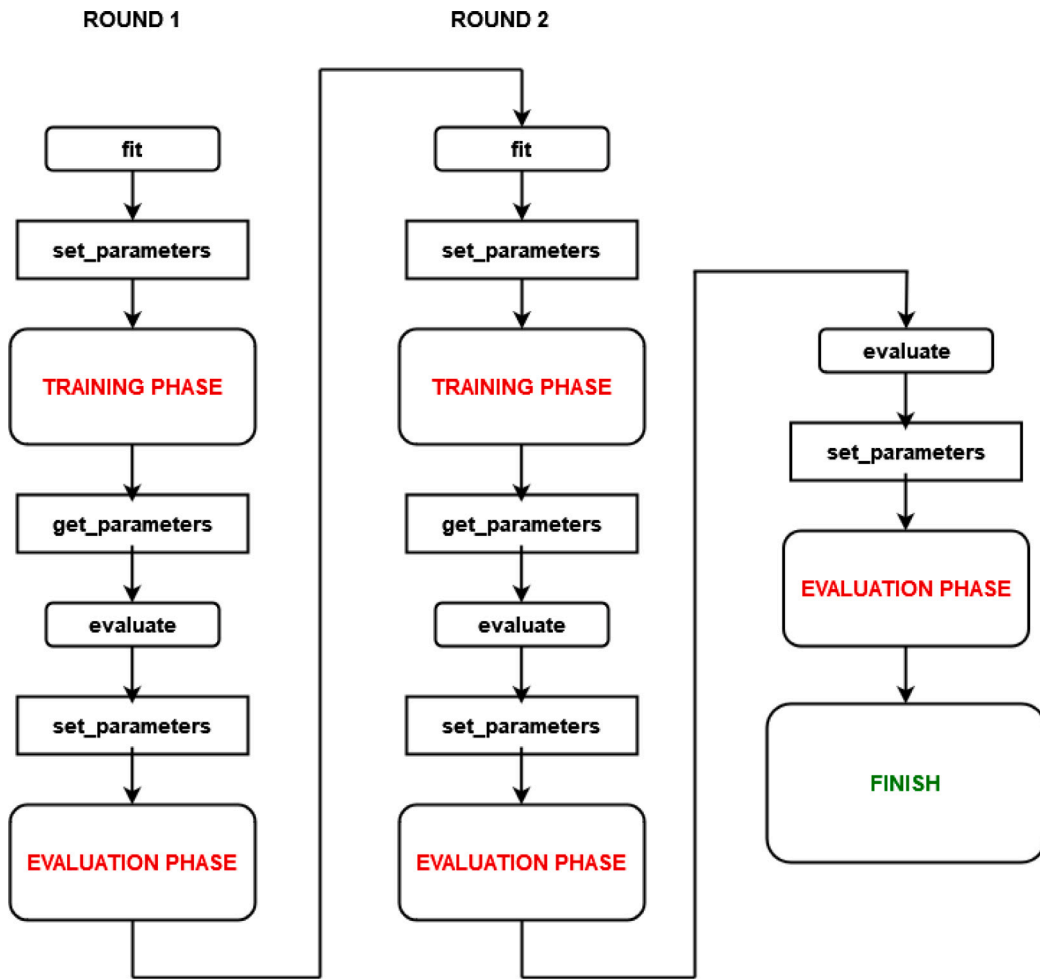 ROUND 1
fit
set_parameters
TRAINING PHASE
get_parameters
evaluate
set_parameters
EVALUATION PHASE
ROUND 2
fit
set_parameters
TRAINING PHASE
get_parameters
evaluate
set_parameters
EVALUATION PHASE
evaluate
set_parameters
EVALUATION PHASE
FINISH